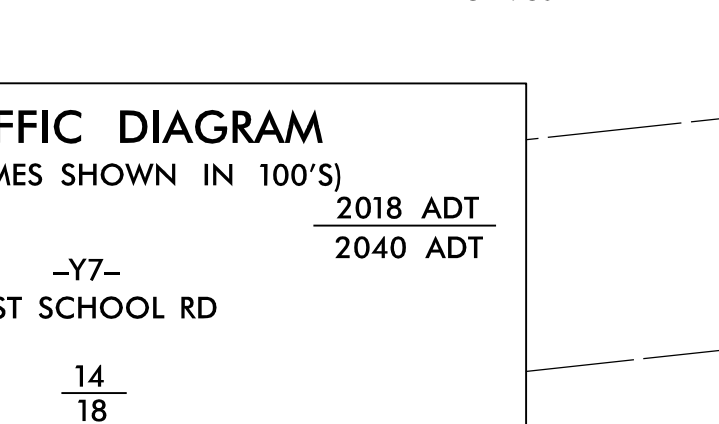 FFIC DIAGRAM
MES SHOWN IN 100'S)
2018 ADT
2040 ADT
–Y7–
ST SCHOOL RD
14
18